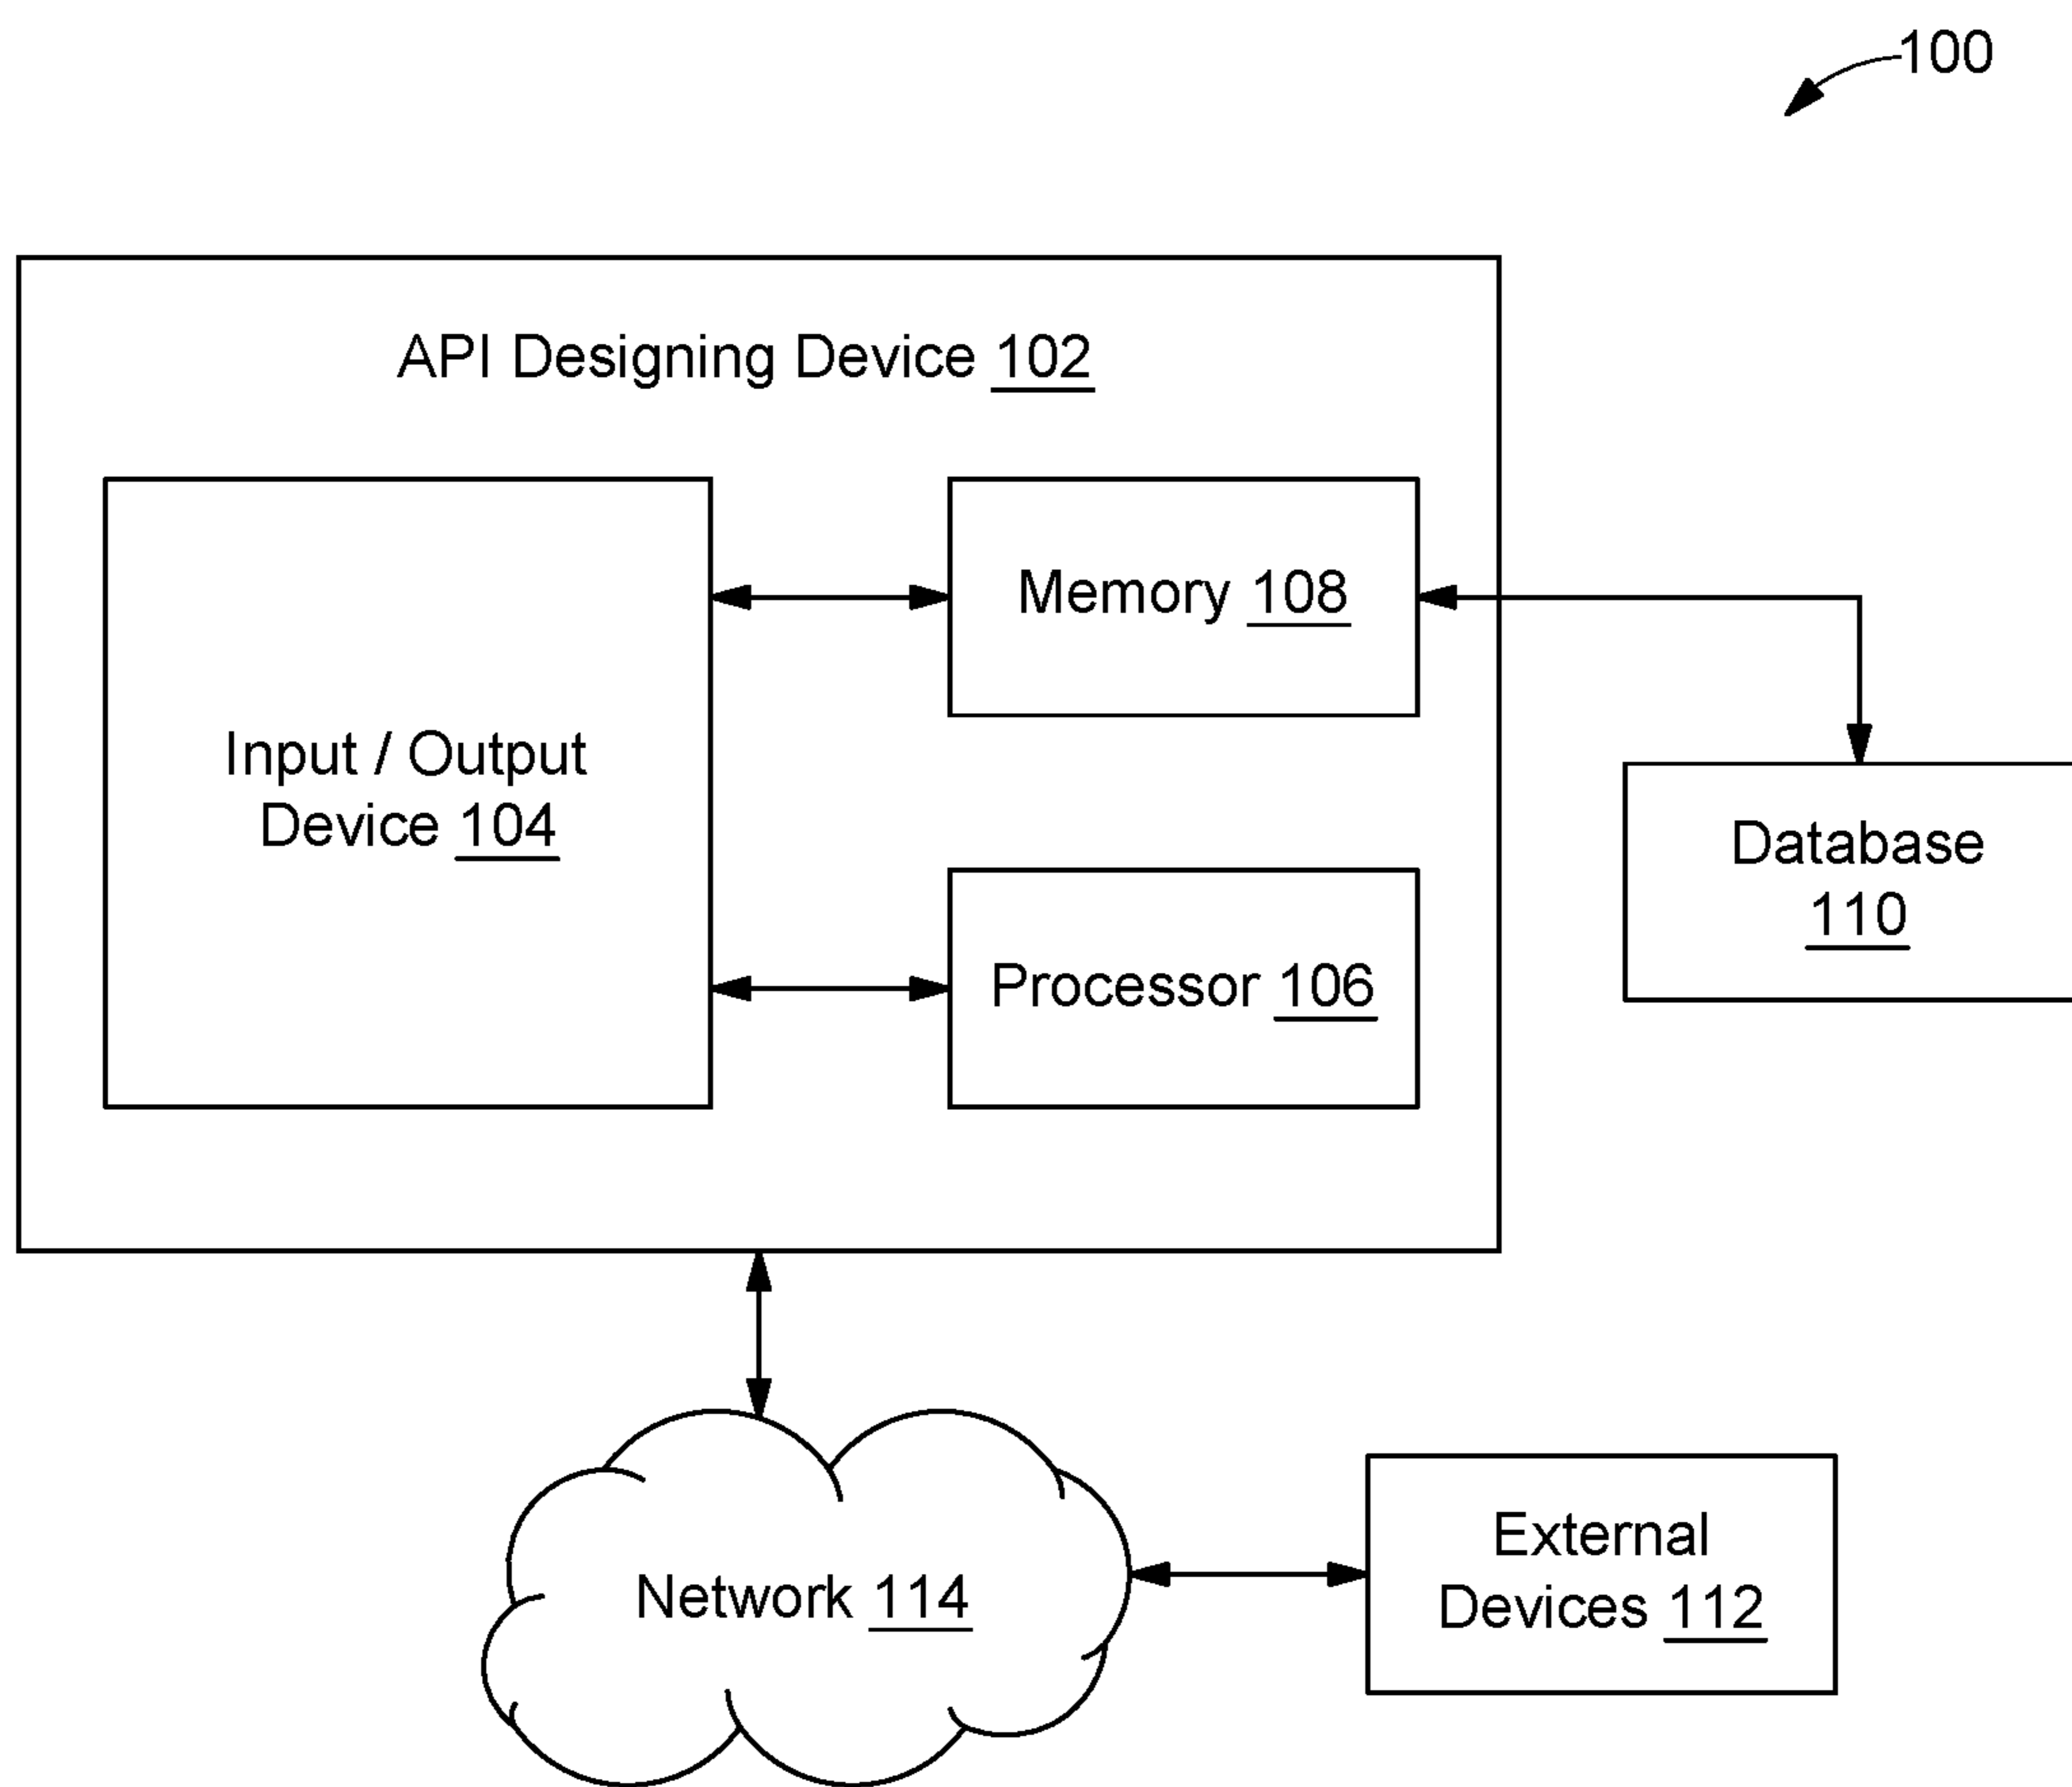 100
API Designing Device 102
Input / Output
Device 104
Memory 108
Processor 106
Database
110
Network 114
External
Devices 112